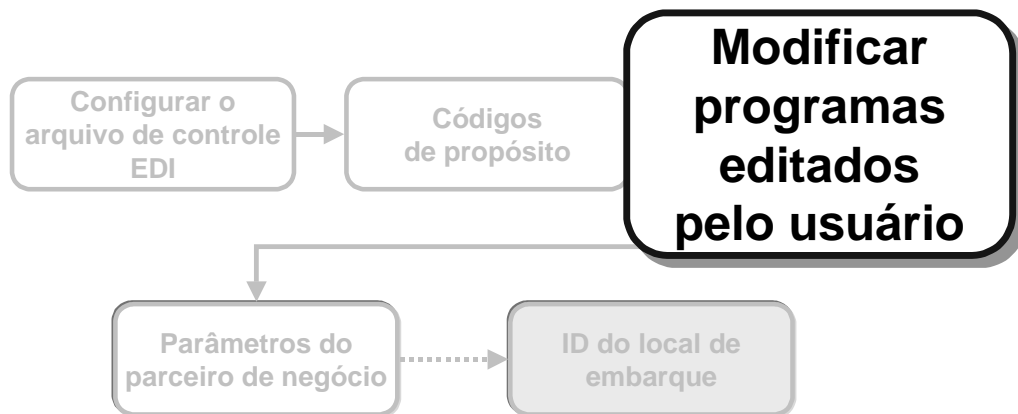 Configurar o
arquivo de controle
EDI
Códigos
de propósito
Modificar
programas
editados
pelo usuário
Parâmetros do
parceiro de negócio
ID do local de
embarque